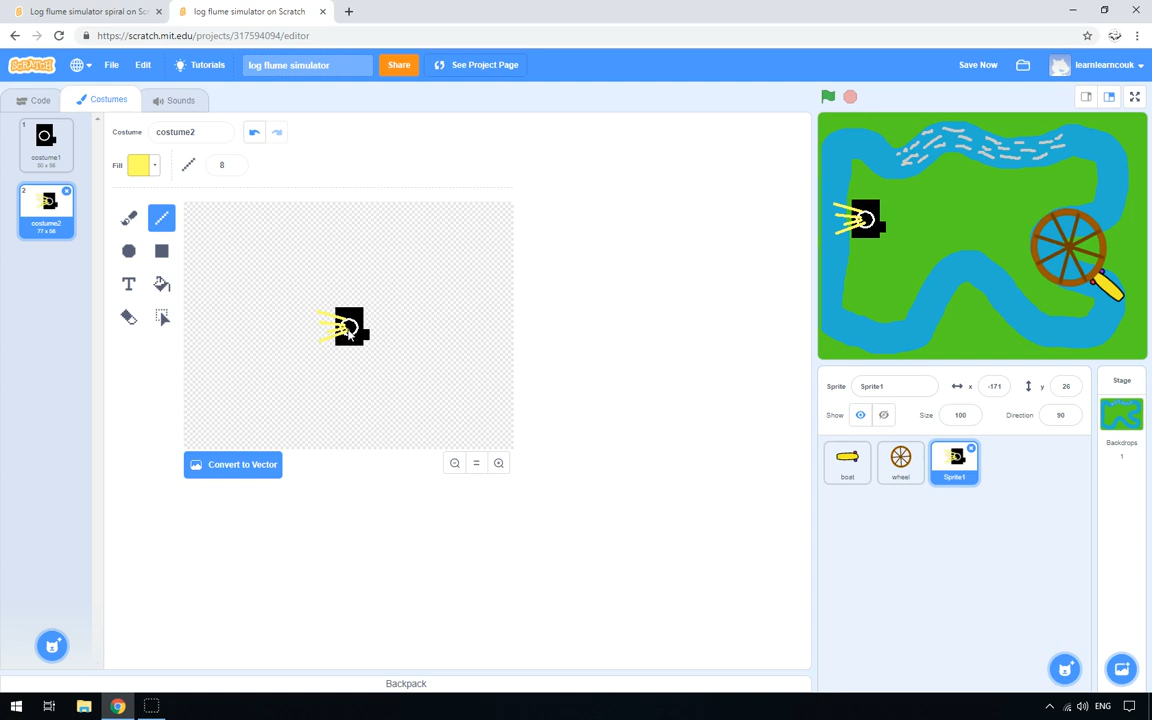 Log flume simulator spiral on Sc
log flume simulator on Scratch
https://scratch.mit.edu/projects/317594094/editor
SCRATCH
File
Edit
Tutorials
log flume simulator
Share
See Project Page
Save Now
learnlearncouk
Code
Costumes
Sounds
1
costume1
50 x 56
2
costume2
77 x 56
Costume
costume2
Fill
8
Convert to Vector
Backpack
Sprite
Sprite1
x
-171
y
26
Show
Size
100
Direction
90
boat
wheel
Sprite1
Stage
Backdrops
1
ENG